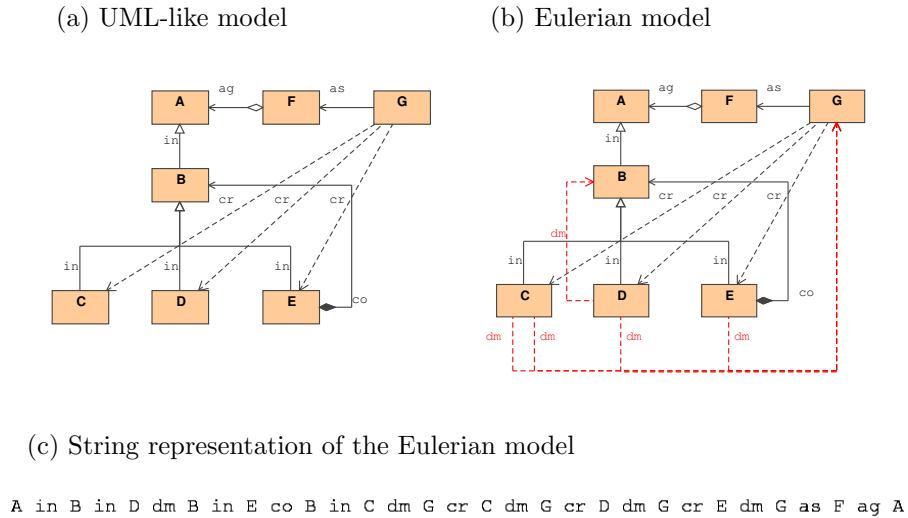 (a) UML-like model
(b) Eulerian model
ag as
A F G
in
B
cr cr cr
in in in
C D E
co
ag as
A F G
in
B
cr cr cr
dm
in in in
C D E
co
dm dm dm dm
(c) String representation of the Eulerian model
A in B in D dm B in E co B in C dm G cr C dm G cr D dm G cr E dm G as F ag A